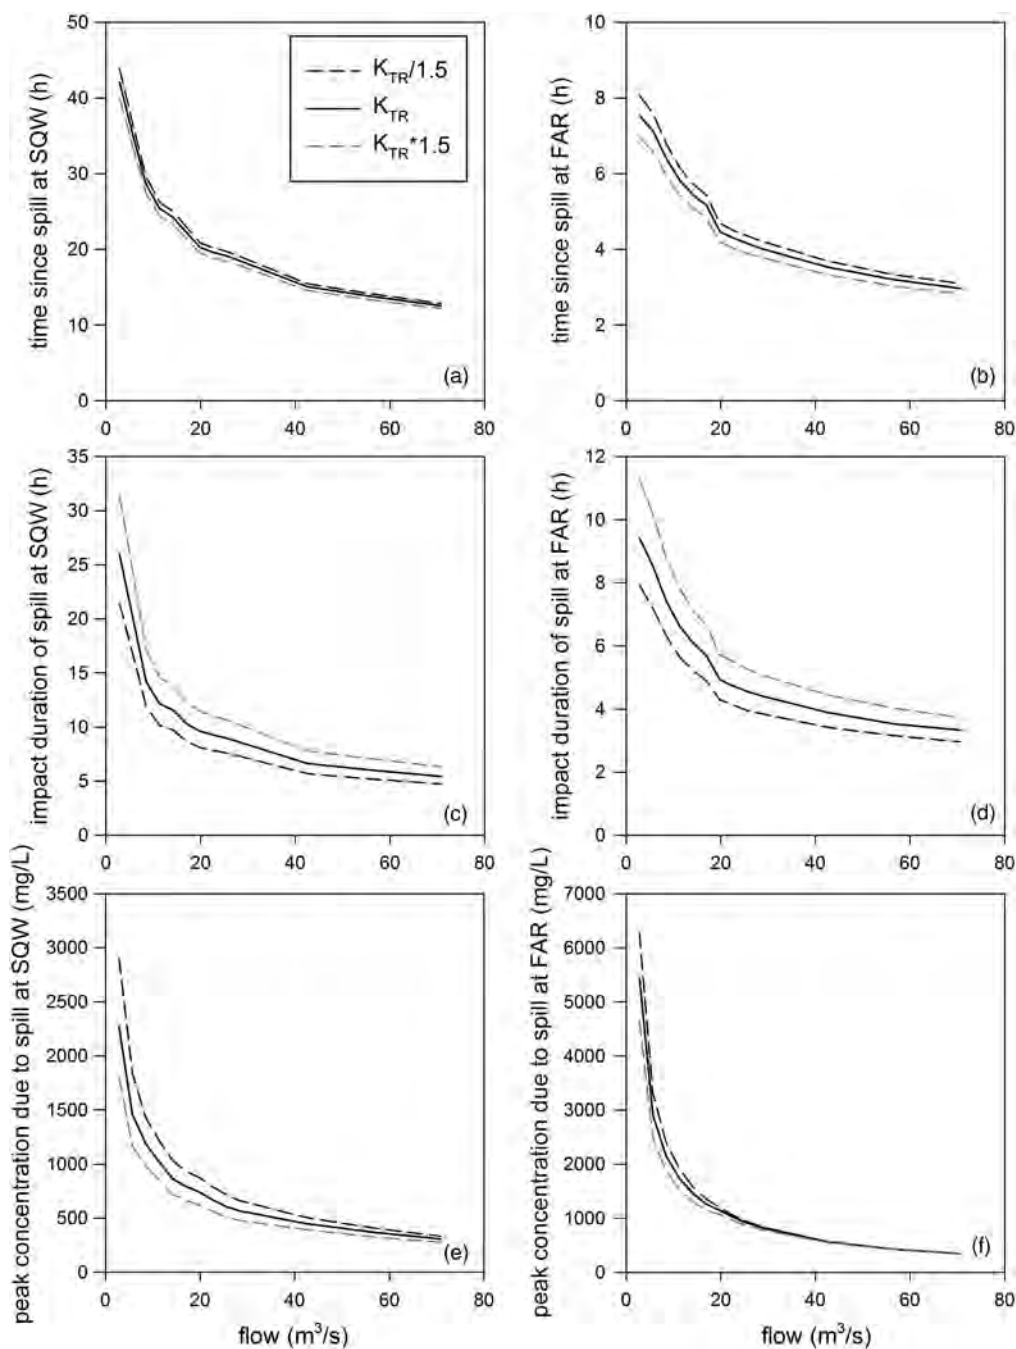 time since spill at SQW (h)
50
40
30
20
10
0
K_TR/1.5
K_TR
K_TR*1.5
(a)
0 20 40 60 80
time since spill at FAR (h)
10
8
6
4
2
0
(b)
0 20 40 60 80
impact duration of spill at SQW (h)
35
30
25
20
15
10
5
0
(c)
0 20 40 60 80
impact duration of spill at FAR (h)
12
10
8
6
4
2
0
(d)
0 20 40 60 80
peak concentration due to spill at SQW (mg/L)
3500
3000
2500
2000
1500
1000
500
0
(e)
0 20 40 60 80
flow (m³/s)
peak concentration due to spill at FAR (mg/L)
7000
6000
5000
4000
3000
2000
1000
0
(f)
0 20 40 60 80
flow (m³/s)